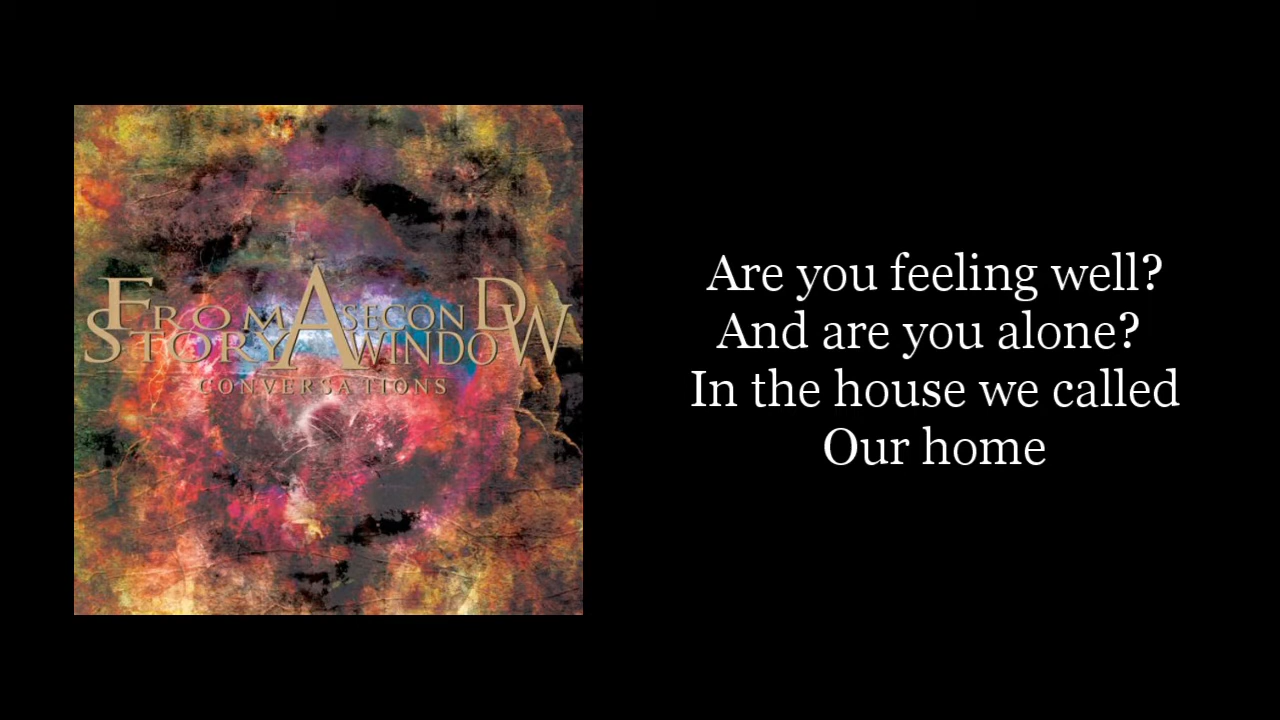 FROM A SECOND
STORY WINDOW
CONVERSATIONS
Are you feeling well?
And are you alone?
In the house we called
Our home